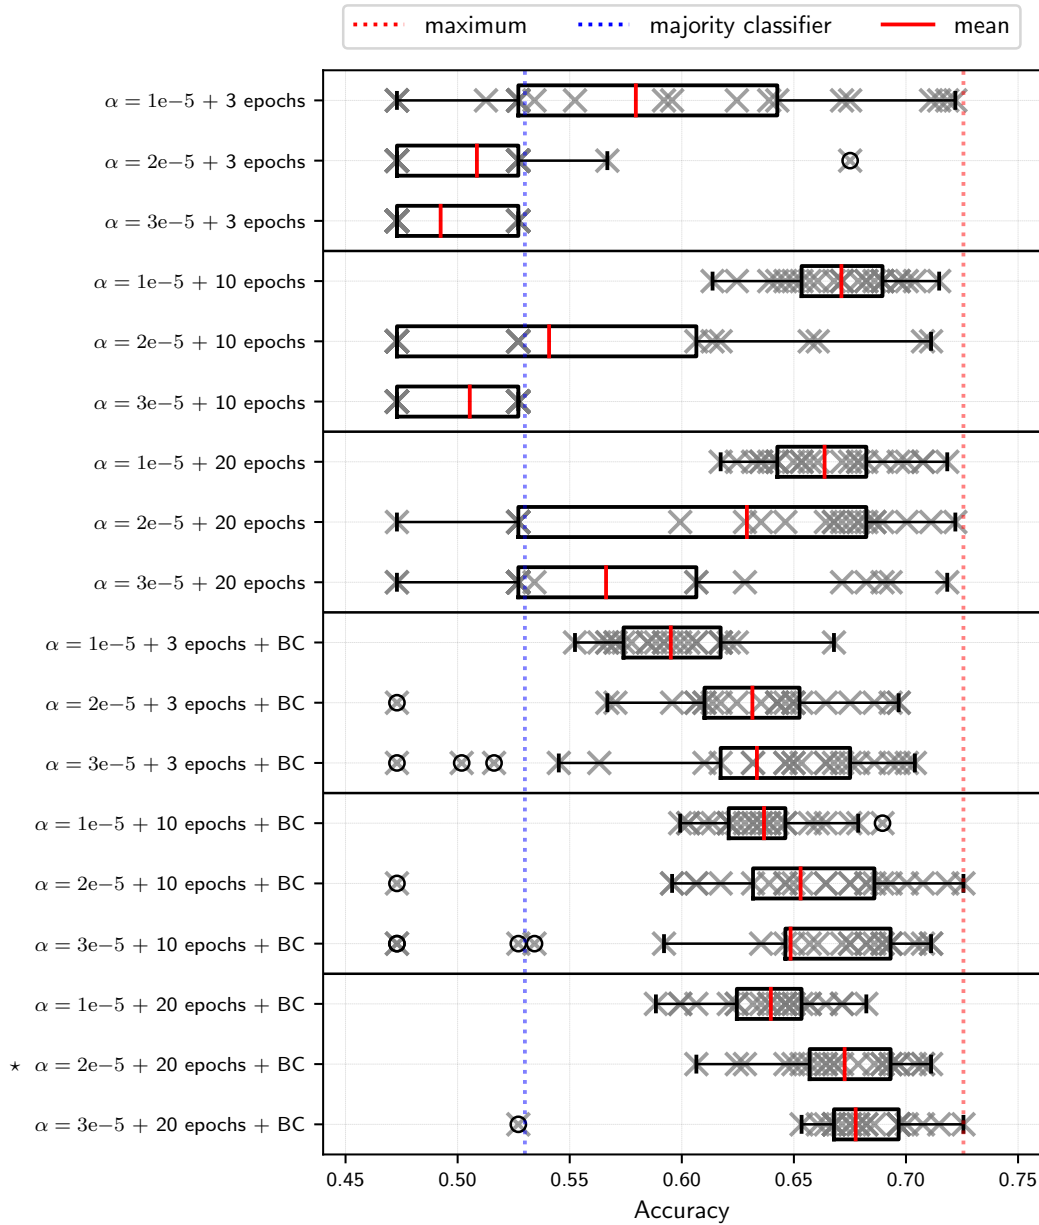 maximum majority classifier mean
α = 1e−5 + 3 epochs
α = 2e−5 + 3 epochs
α = 3e−5 + 3 epochs
α = 1e−5 + 10 epochs
α = 2e−5 + 10 epochs
α = 3e−5 + 10 epochs
α = 1e−5 + 20 epochs
α = 2e−5 + 20 epochs
α = 3e−5 + 20 epochs
α = 1e−5 + 3 epochs + BC
α = 2e−5 + 3 epochs + BC
α = 3e−5 + 3 epochs + BC
α = 1e−5 + 10 epochs + BC
α = 2e−5 + 10 epochs + BC
α = 3e−5 + 10 epochs + BC
α = 1e−5 + 20 epochs + BC
⋆ α = 2e−5 + 20 epochs + BC
α = 3e−5 + 20 epochs + BC
0.45 0.50 0.55 0.60 0.65 0.70 0.75
Accuracy